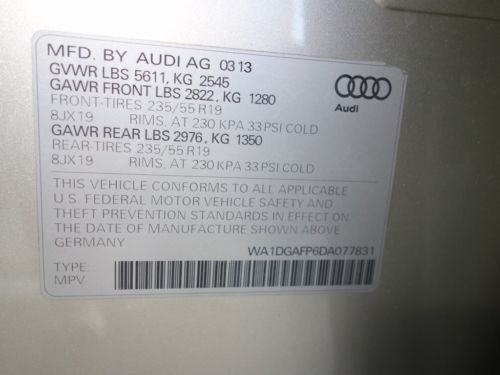 MFD. BY AUDI AG 03 13
GVWR LBS 5611, KG 2545
GAWR FRONT LBS 2822, KG 1280
FRONT-TIRES 235/55 R19
8JX19 RIMS. AT 230 KPA 33 PSI COLD
GAWR REAR LBS 2976, KG 1350
REAR-TIRES 235/55 R19
8JX19 RIMS. AT 230 KPA 33 PSI COLD
Audi
THIS VEHICLE CONFORMS TO ALL APPLICABLE
U.S. FEDERAL MOTOR VEHICLE SAFETY AND
THEFT PREVENTION STANDARDS IN EFFECT ON
THE DATE OF MANUFACTURE SHOWN ABOVE
GERMANY
WA1DGAFP6DA077831
TYPE:
MPV